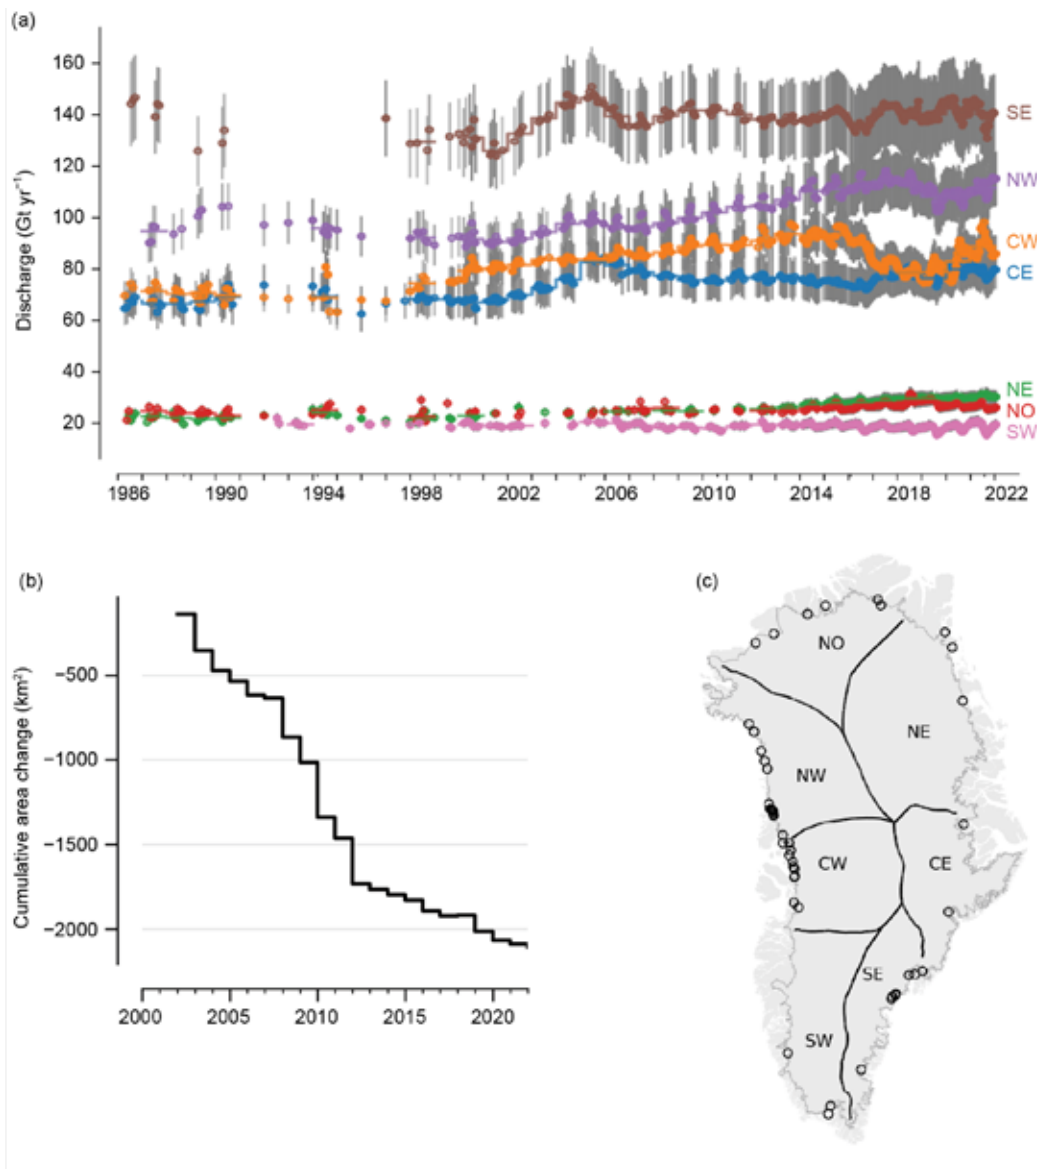 (a)
160
140
120
100
80
60
40
20
Discharge (Gt yr⁻¹)
SE
NW
CW
CE
NE
NO
SW
1986 1990 1994 1998 2002 2006 2010 2014 2018 2022
(b)
−500
−1000
−1500
−2000
Cumulative area change (km²)
2000 2005 2010 2015 2020
(c)
NO
NE
NW
CW
CE
SE
SW